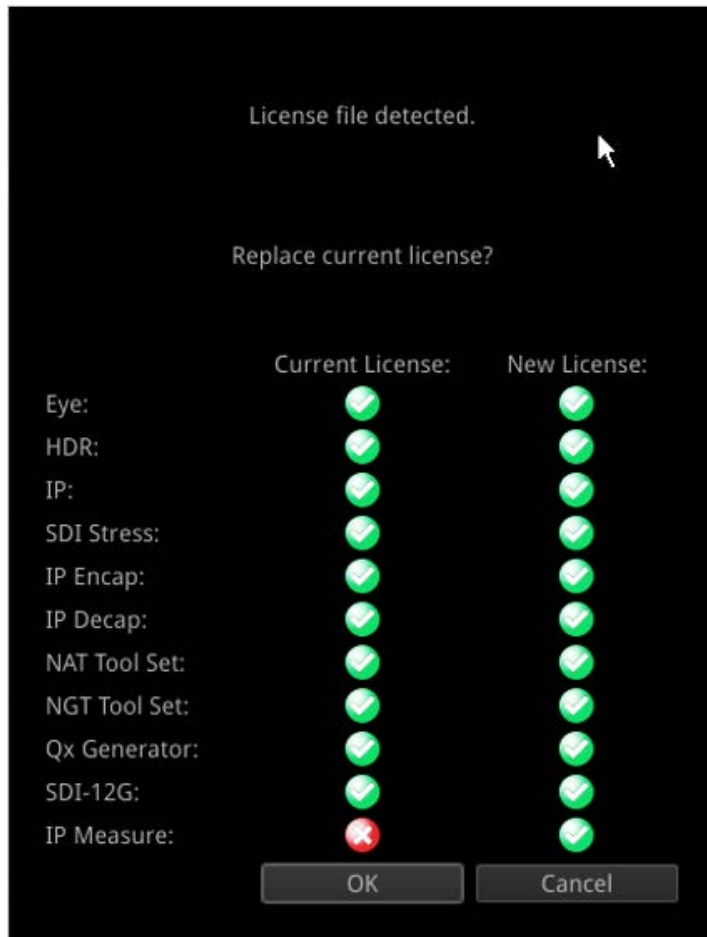 License file detected.
Replace current license?
Current License: New License:
Eye:
HDR:
IP:
SDI Stress:
IP Encap:
IP Decap:
NAT Tool Set:
NGT Tool Set:
Qx Generator:
SDI-12G:
IP Measure:
OK Cancel